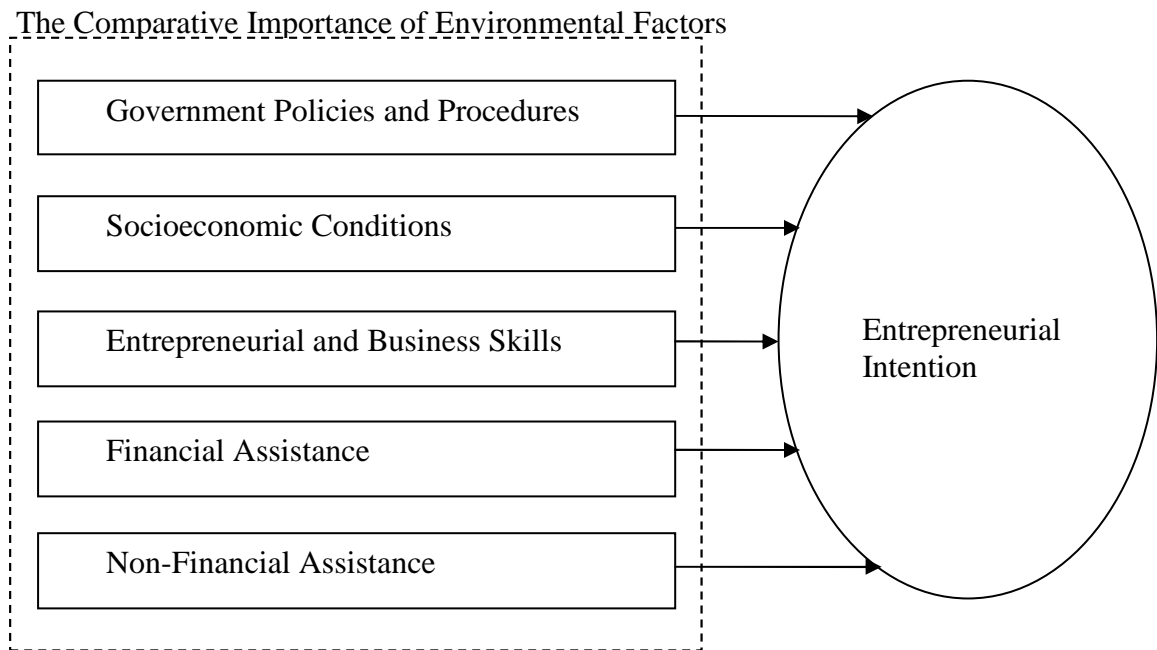 The Comparative Importance of Environmental Factors
Government Policies and Procedures
Socioeconomic Conditions
Entrepreneurial and Business Skills
Financial Assistance
Non-Financial Assistance
Entrepreneurial
Intention